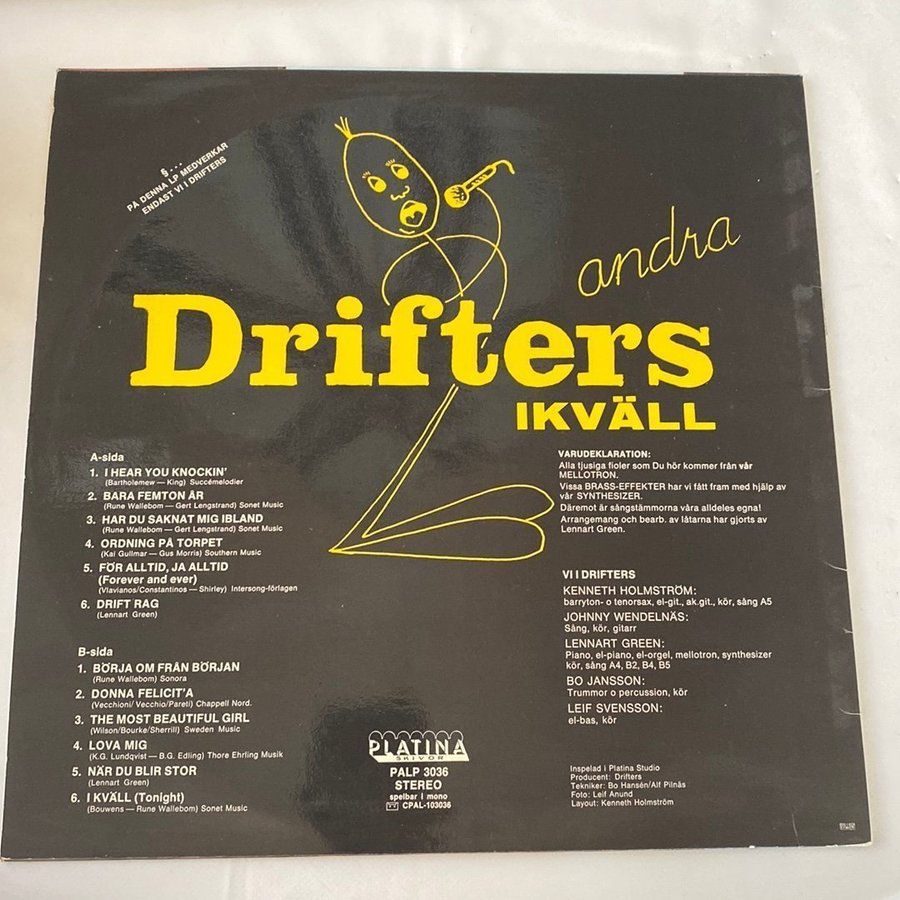 §...
PÅ DENNA LP MEDVERKAR
ENDAST VI I DRIFTERS
andra
Drifters
IKVÄLL
A-sida
1. I HEAR YOU KNOCKIN'
(Bartholemew — King) Succémelodier
2. BARA FEMTON ÅR
(Rune Wallebom — Gert Lengstrand) Sonet Music
3. HAR DU SAKNAT MIG IBLAND
(Rune Wallebom — Gert Lengstrand) Sonet Music
4. ORDNING PÅ TORPET
(Kai Gullmar — Gus Morris) Southern Music
5. FÖR ALLTID, JA ALLTID
(Forever and ever)
(Vlavianos/Constantinos — Shirley) Intersong-förlagen
6. DRIFT RAG
(Lennart Green)
B-sida
1. BÖRJA OM FRÅN BÖRJAN
(Rune Wallebom) Sonora
2. DONNA FELICIT'A
(Vecchioni/Vecchio/Pareti) Chappell Nord.
3. THE MOST BEAUTIFUL GIRL
(Wilson/Bourke/Sherrill) Sweden Music
4. LOVA MIG
(K.G. Lundqvist — B.G. Edling) Thore Ehrling Musik
5. NÄR DU BLIR STOR
(Lennart Green)
6. I KVÄLL (Tonight)
(Bouwens — Rune Wallebom) Sonet Music
PLATINA
SKIVOR
PALP 3036
STEREO
spelbar i mono
CPAL-103036
VARUDEKLARATION:
Alla tjusiga fioler som Du hör kommer från vår
MELLOTRON.
Vissa BRASS-EFFEKTER har vi fått fram med hjälp av
vår SYNTHESIZER.
Däremot är sångstämmorna våra alldeles egna!
Arrangemang och bearb. av låtarna har gjorts av
Lennart Green.
VI I DRIFTERS
KENNETH HOLMSTRÖM:
barryton- o tenorsax, el-git., ak.git., kör, sång A5
JOHNNY WENDELNÄS:
Sång, kör, gitarr
LENNART GREEN:
Piano, el-piano, el-orgel, mellotron, synthesizer
kör, sång A4, B2, B4, B5
BO JANSSON:
Trummor o percussion, kör
LEIF SVENSSON:
el-bas, kör
Inspelad i Platina Studio
Producent: Drifters
Tekniker: Bo Hansén/Alf Pilnäs
Foto: Leif Anund
Layout: Kenneth Holmström